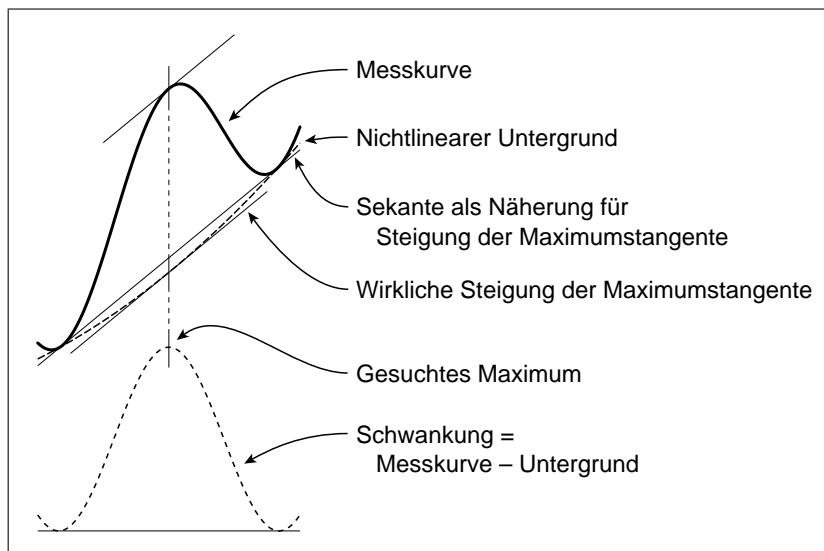 Messkurve
Nichtlinearer Untergrund
Sekante als Näherung für
Steigung der Maximumstangente
Wirkliche Steigung der Maximumstangente
Gesuchtes Maximum
Schwankung =
Messkurve – Untergrund